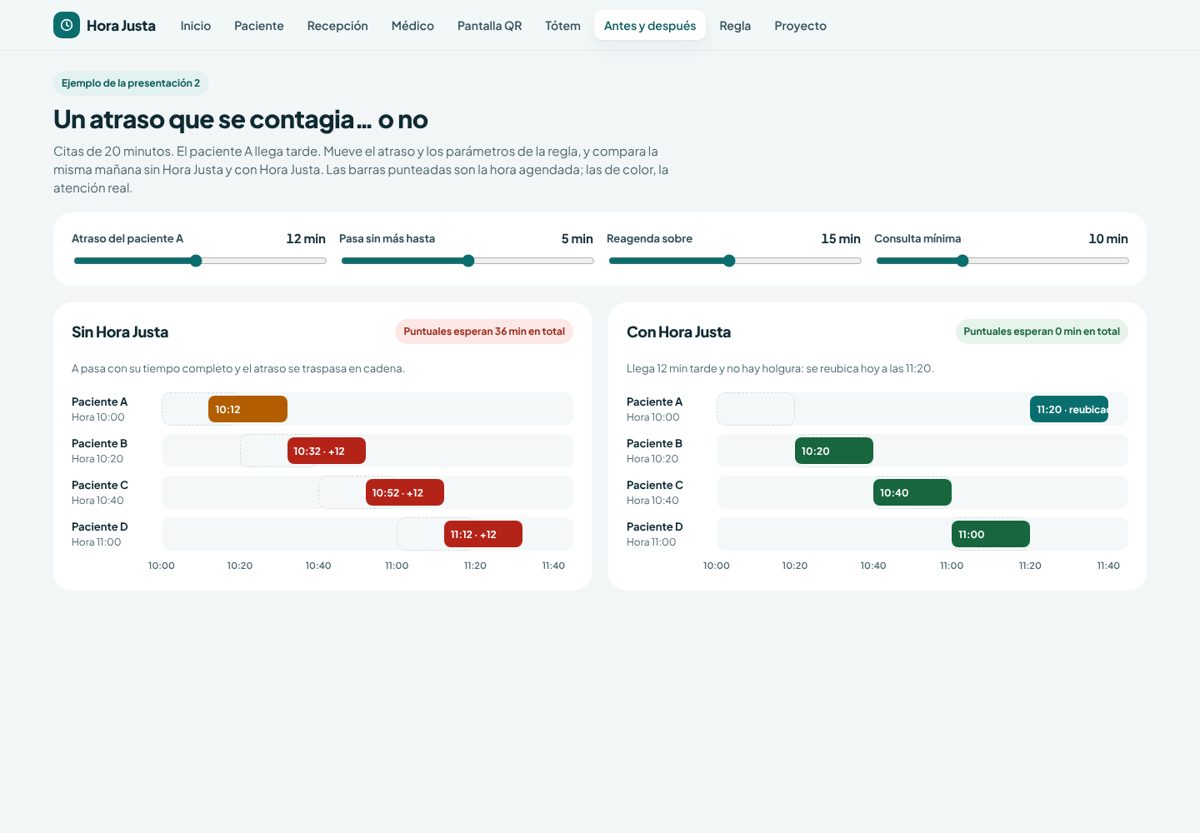 Hora Justa
Inicio
Paciente
Recepción
Médico
Pantalla QR
Tótem
Antes y después
Regla
Proyecto
Ejemplo de la presentación 2
Un atraso que se contagia… o no
Citas de 20 minutos. El paciente A llega tarde. Mueve el atraso y los parámetros de la regla, y compara la
misma mañana sin Hora Justa y con Hora Justa. Las barras punteadas son la hora agendada; las de color, la
atención real.
Atraso del paciente A 12 min
Pasa sin más hasta 5 min
Reagenda sobre 15 min
Consulta mínima 10 min
Sin Hora Justa
Puntuales esperan 36 min en total
A pasa con su tiempo completo y el atraso se traspasa en cadena.
Paciente A
Hora 10:00
10:12
Paciente B
Hora 10:20
10:32 · +12
Paciente C
Hora 10:40
10:52 · +12
Paciente D
Hora 11:00
11:12 · +12
10:00 10:20 10:40 11:00 11:20 11:40
Con Hora Justa
Puntuales esperan 0 min en total
Llega 12 min tarde y no hay holgura: se reubica hoy a las 11:20.
Paciente A
Hora 10:00
11:20 · reubica
Paciente B
Hora 10:20
10:20
Paciente C
Hora 10:40
10:40
Paciente D
Hora 11:00
11:00
10:00 10:20 10:40 11:00 11:20 11:40